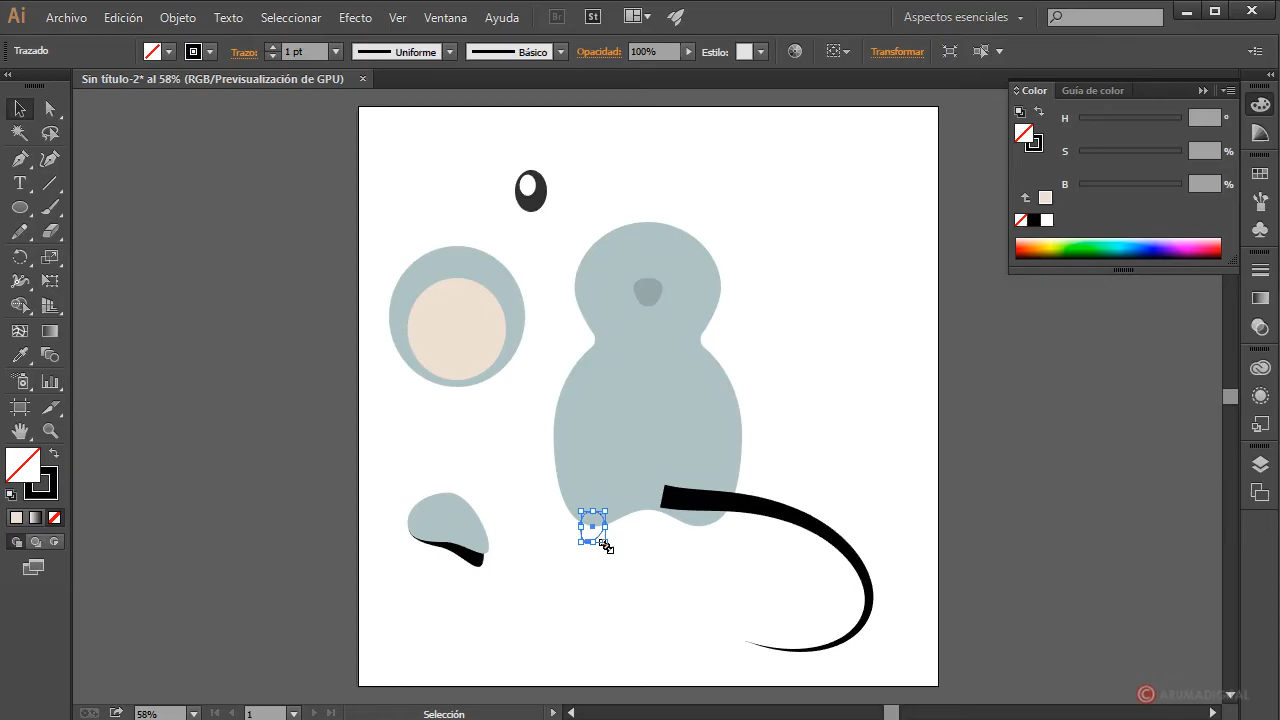 Ai Archivo Edición Objeto Texto Seleccionar Efecto Ver Ventana Ayuda Br St Aspectos esenciales
Trazado Trazo: 1 pt Uniforme Básico Opacidad: 100% Estilo: Transformar
Sin título-2* al 58% (RGB/Previsualización de GPU) ×
Color Guía de color
H º
S %
B %
© ARUMADIGITAL
58% 1 Selección